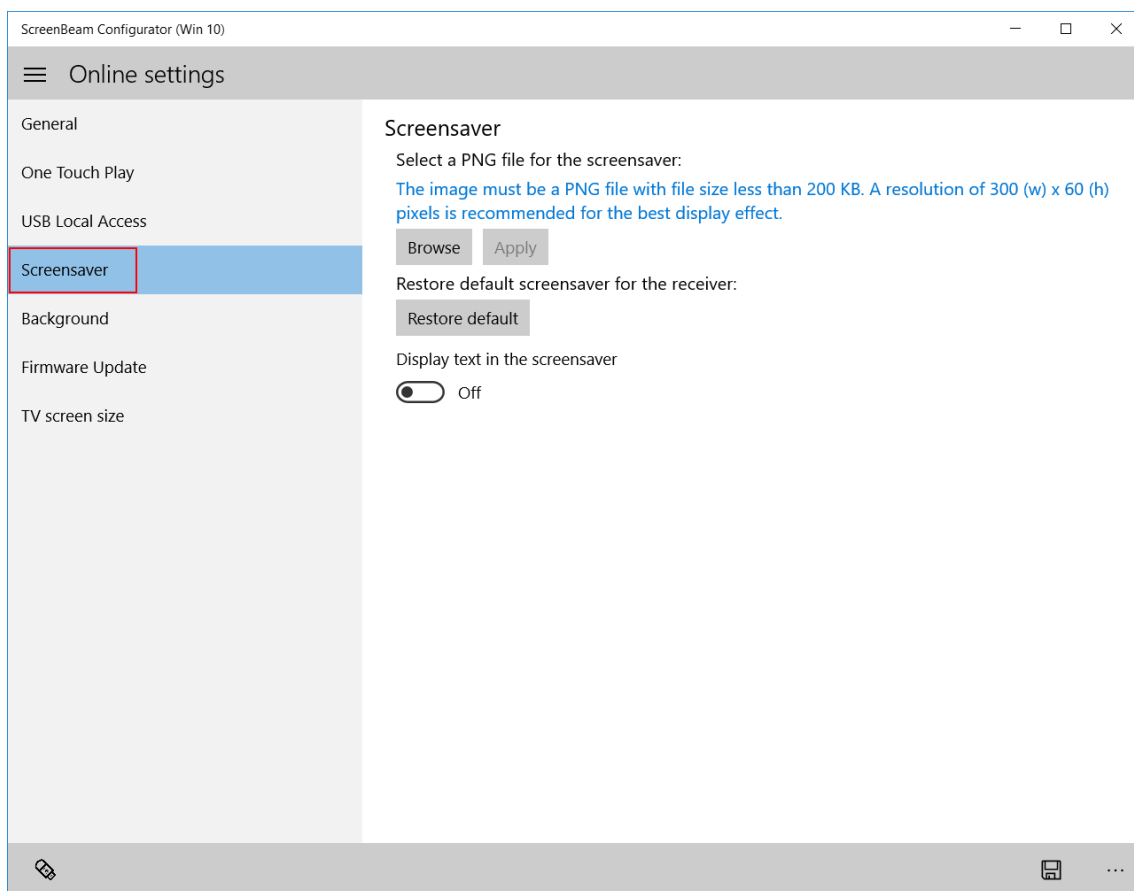 ScreenBeam Configurator (Win 10)
Online settings
General
One Touch Play
USB Local Access
Screensaver
Background
Firmware Update
TV screen size
Screensaver
Select a PNG file for the screensaver:
The image must be a PNG file with file size less than 200 KB. A resolution of 300 (w) x 60 (h)
pixels is recommended for the best display effect.
Browse Apply
Restore default screensaver for the receiver:
Restore default
Display text in the screensaver
Off